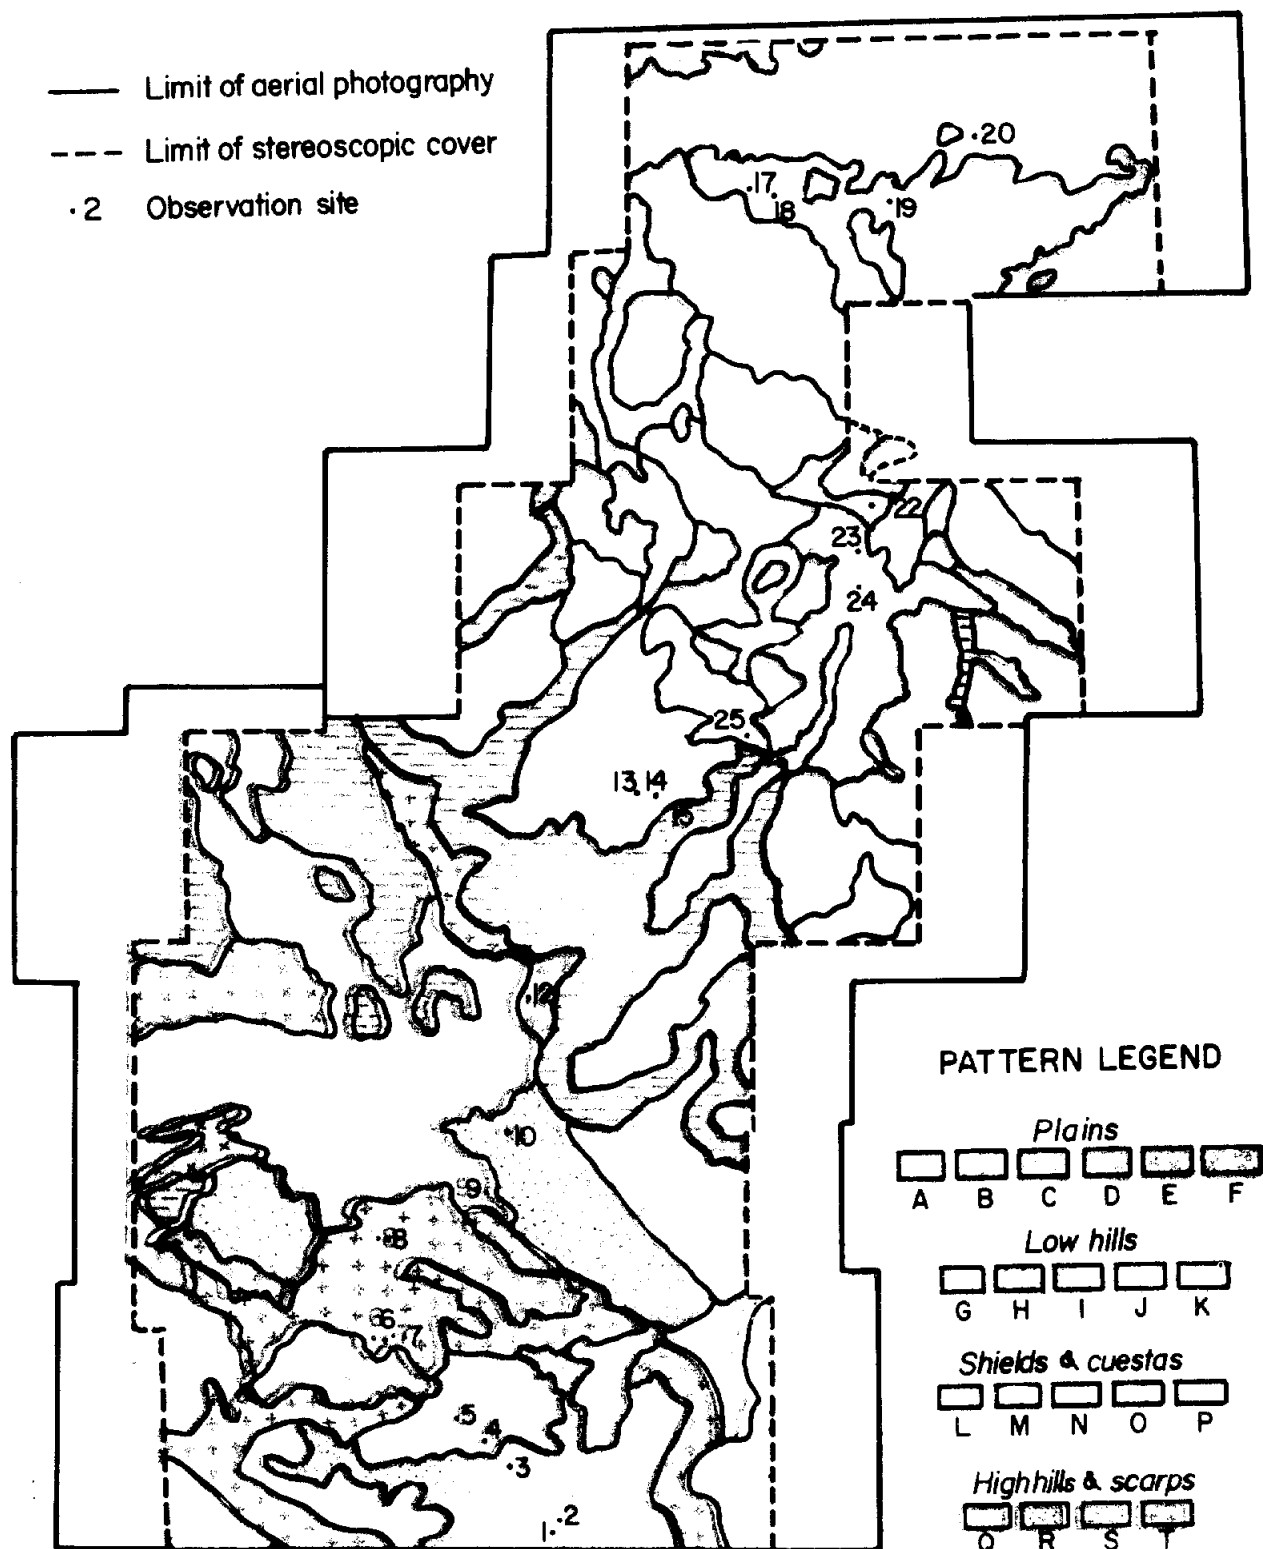 Limit of aerial photography
Limit of stereoscopic cover
·2 Observation site
·20
·17
18
·19
22
23
24
25
13 14
15
·12
·10
9
·8
6
·7
·5
4
·3
1 ·2
PATTERN LEGEND
Plains
A B C D E F
Low hills
G H I J K
Shields & cuestas
L M N O P
High hills & scarps
Q R S T